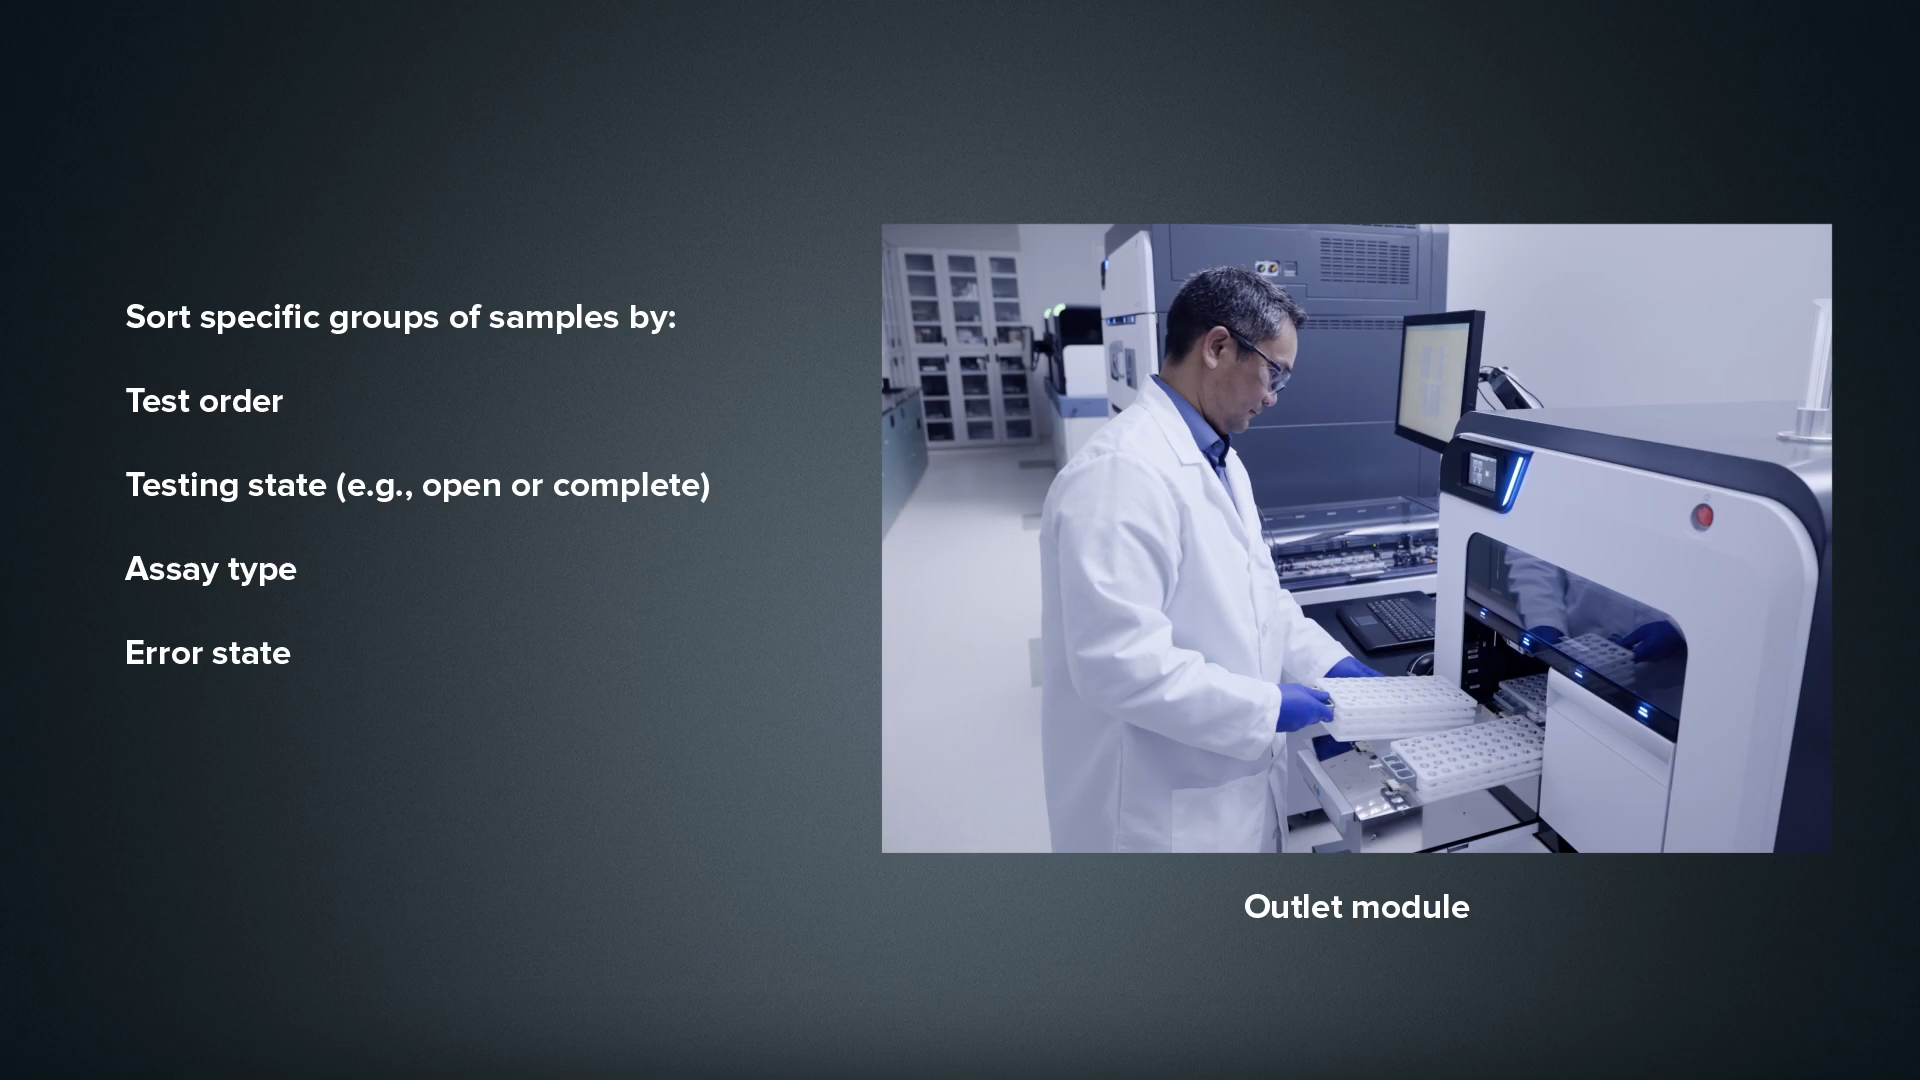 Sort specific groups of samples by:
Test order
Testing state (e.g., open or complete)
Assay type
Error state
Outlet module